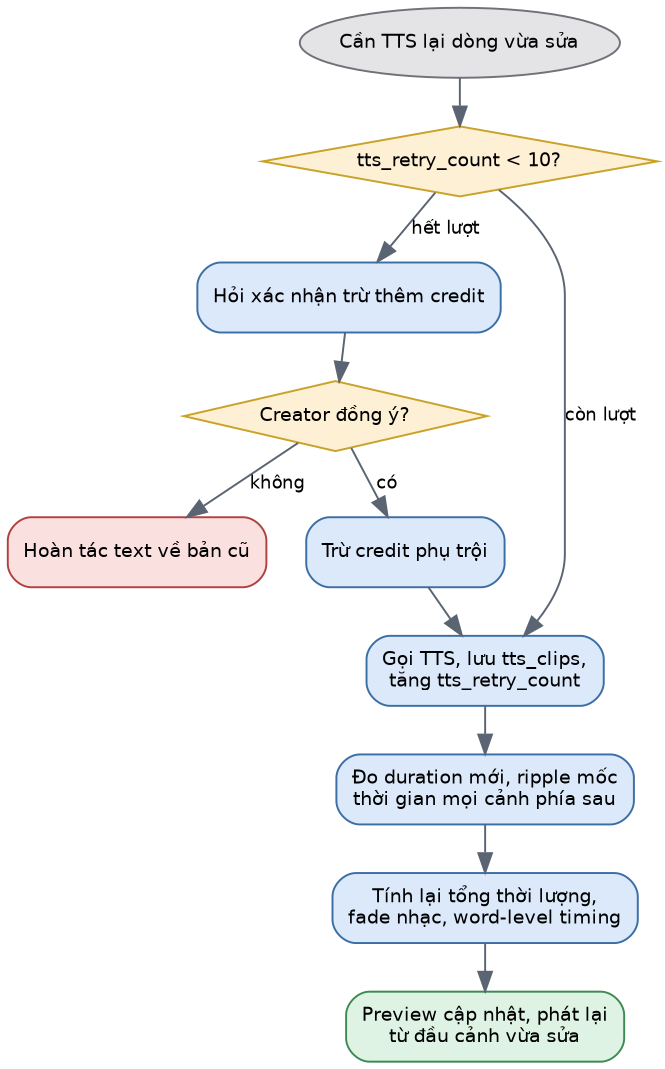 Cần TTS lại dòng vừa sửa
tts_retry_count < 10?
hết lượt
Hỏi xác nhận trừ thêm credit
Creator đồng ý?
còn lượt
không
có
Hoàn tác text về bản cũ
Trừ credit phụ trội
Gọi TTS, lưu tts_clips,
tăng tts_retry_count
Đo duration mới, ripple mốc
thời gian mọi cảnh phía sau
Tính lại tổng thời lượng,
fade nhạc, word-level timing
Preview cập nhật, phát lại
từ đầu cảnh vừa sửa